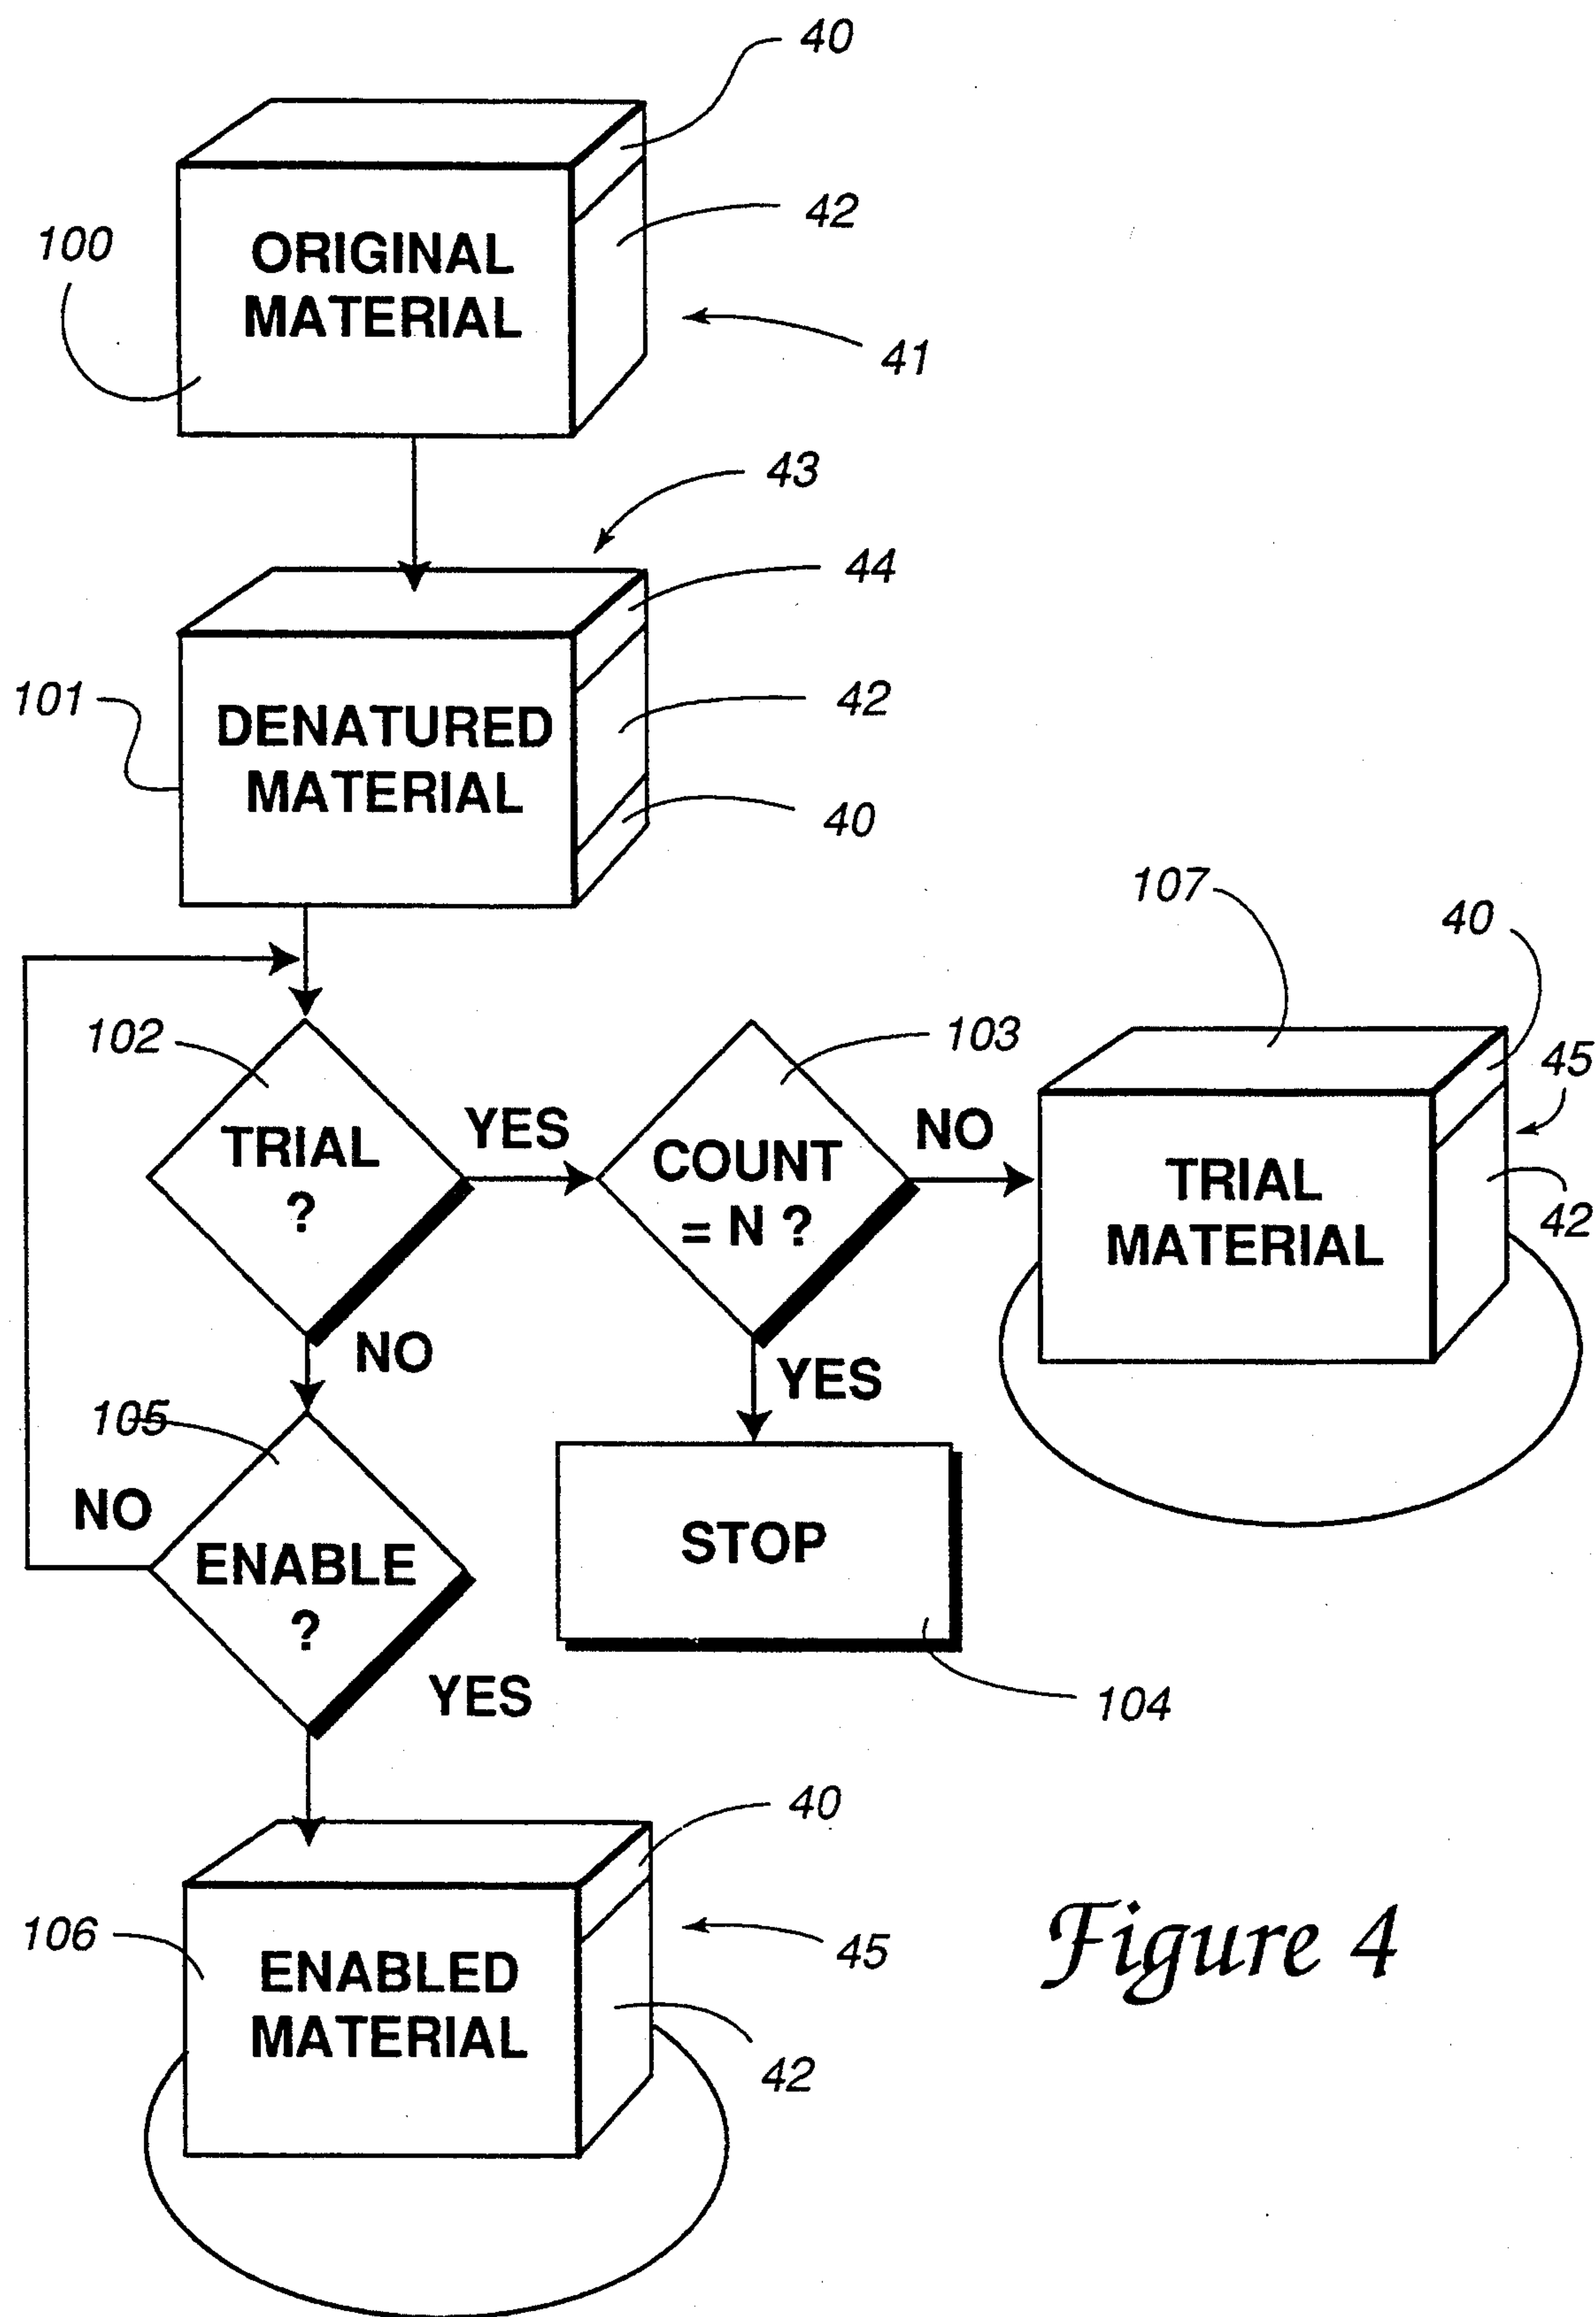 40
42
100
ORIGINAL
MATERIAL
41
43
44
101
42
DENATURED
MATERIAL
40
107
40
102
103
45
TRIAL
?
YES
COUNT
= N ?
NO
TRIAL
MATERIAL
42
NO
YES
105
NO
ENABLE
?
STOP
YES
104
40
106
45
ENABLED
MATERIAL
42
Figure 4